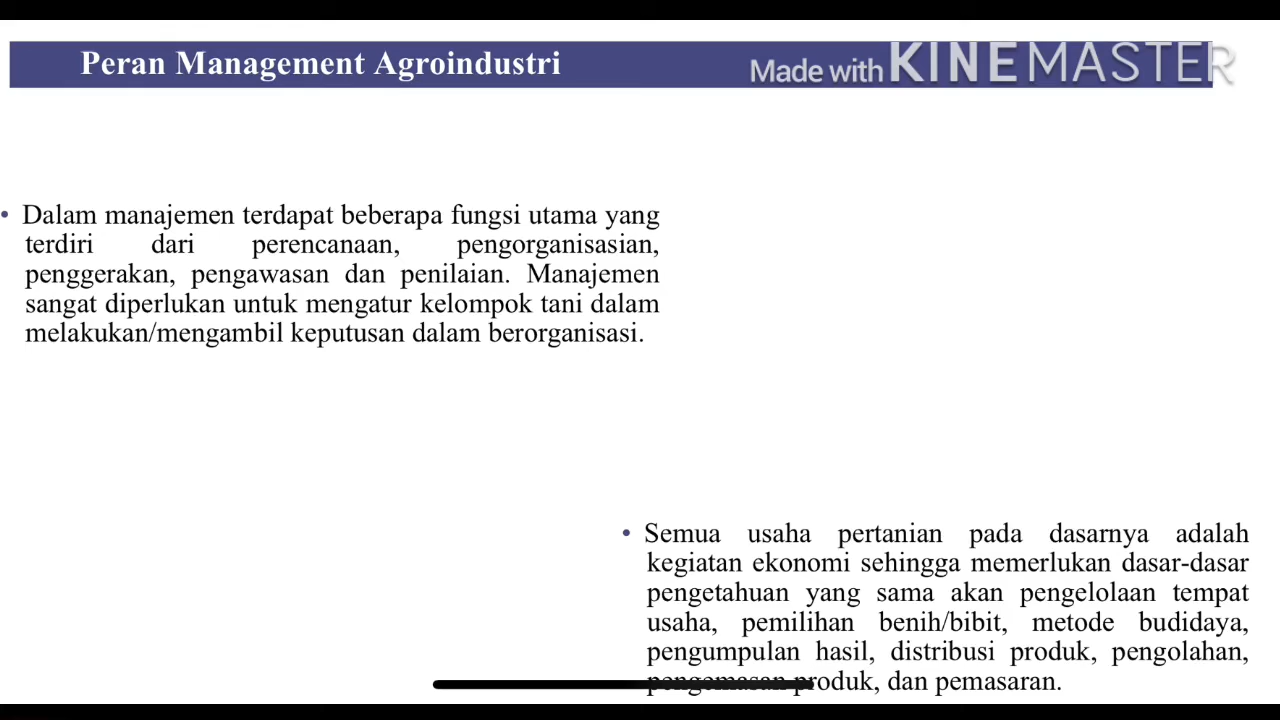 Peran Management Agroindustri
Made with KINEMASTER
• Dalam manajemen terdapat beberapa fungsi utama yang
terdiri dari perencanaan, pengorganisasian,
penggerakan, pengawasan dan penilaian. Manajemen
sangat diperlukan untuk mengatur kelompok tani dalam
melakukan/mengambil keputusan dalam berorganisasi.
• Semua usaha pertanian pada dasarnya adalah
kegiatan ekonomi sehingga memerlukan dasar-dasar
pengetahuan yang sama akan pengelolaan tempat
usaha, pemilihan benih/bibit, metode budidaya,
pengumpulan hasil, distribusi produk, pengolahan,
pengemasan produk, dan pemasaran.